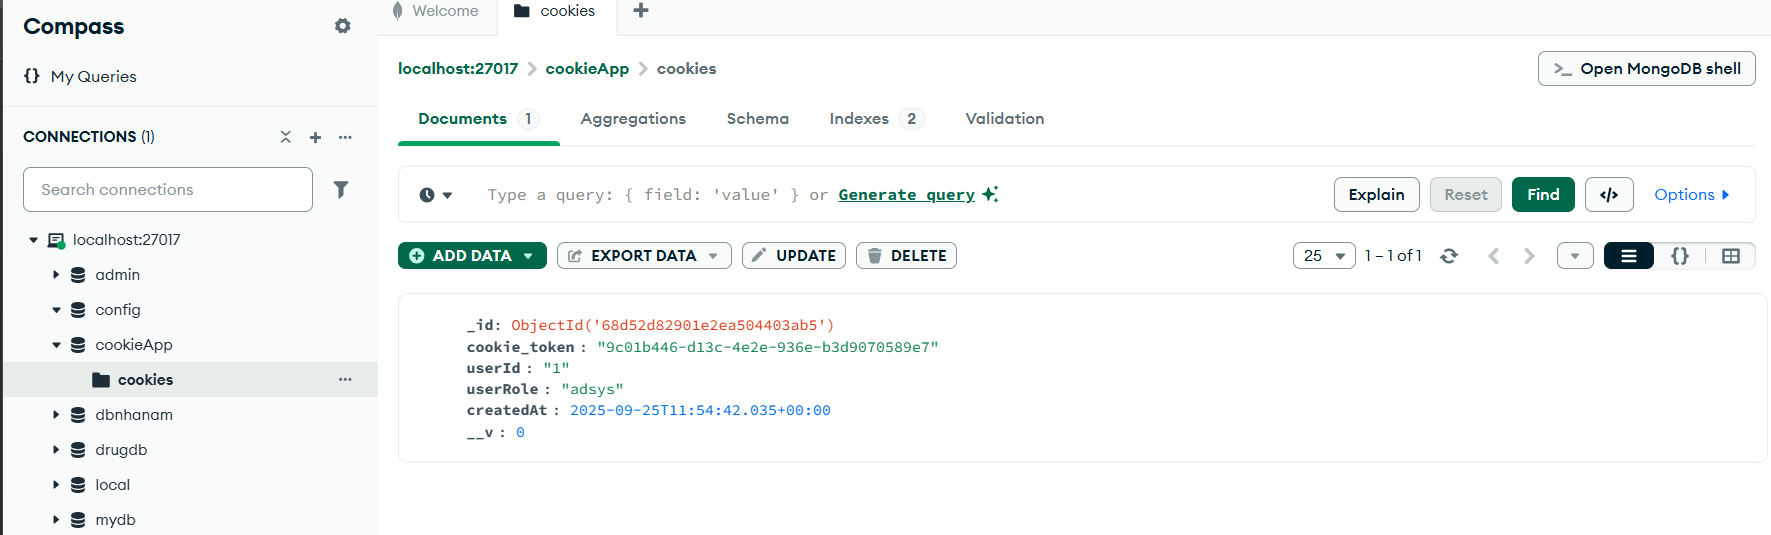 Compass
My Queries
CONNECTIONS (1)
Search connections
localhost:27017
admin
config
cookieApp
cookies
dbnhanam
drugdb
local
mydb
Welcome
cookies
localhost:27017 > cookieApp > cookies
>_ Open MongoDB shell
Documents 1 Aggregations Schema Indexes 2 Validation
Type a query: { field: 'value' } or Generate query
Explain Reset Find </> Options
ADD DATA EXPORT DATA UPDATE DELETE
25 1 – 1 of 1 {}
_id: ObjectId('68d52d82901e2ea504403ab5')
cookie_token : "9c01b446-d13c-4e2e-936e-b3d9070589e7"
userId : "1"
userRole : "adsys"
createdAt : 2025-09-25T11:54:42.035+00:00
__v : 0